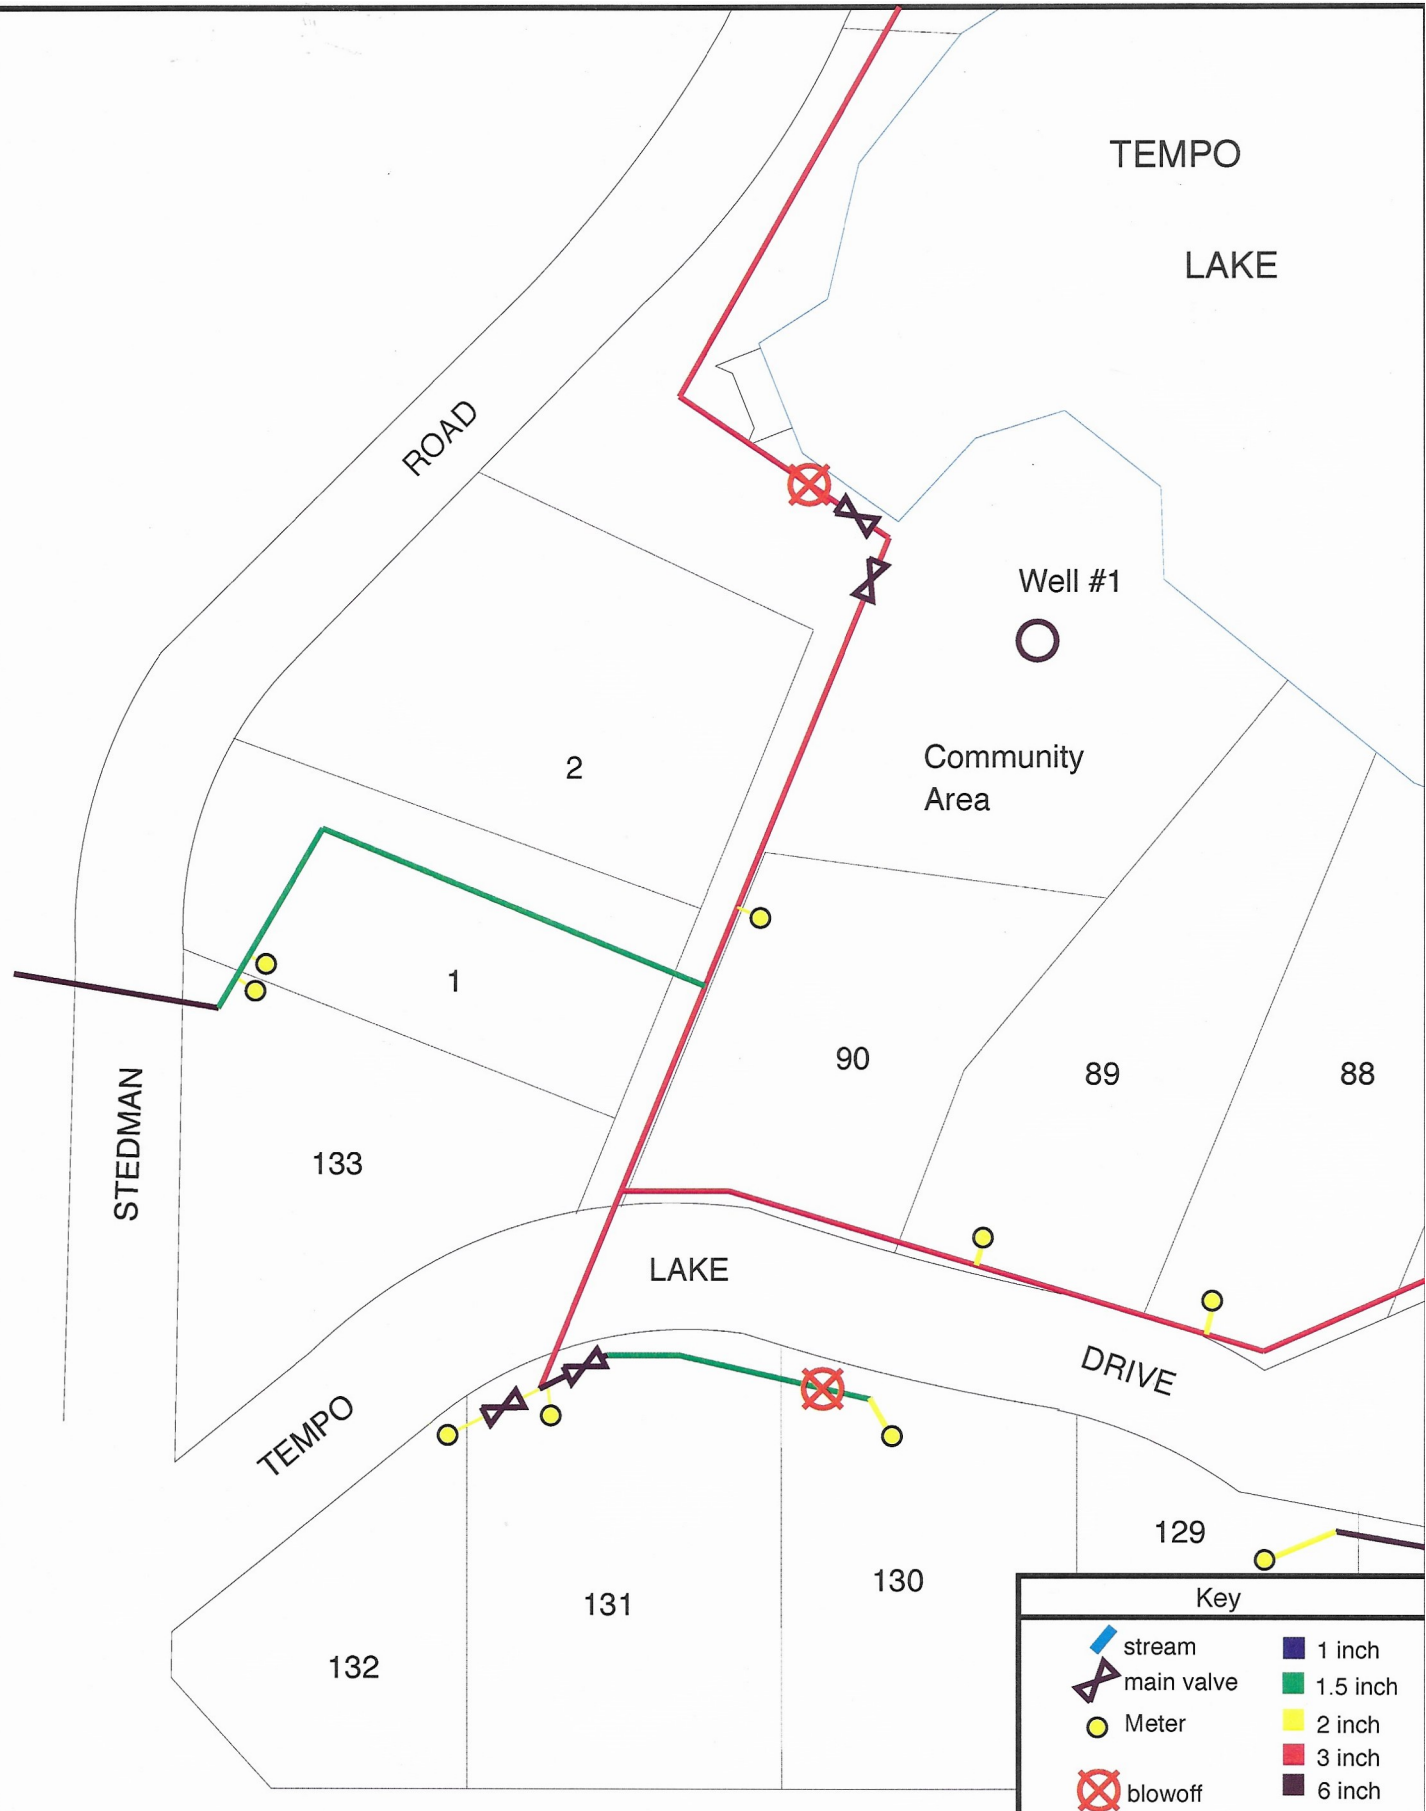 TEMPO
LAKE
ROAD
Well #1
Community
Area
2
1
90
89
88
STEDMAN
133
LAKE
DRIVE
TEMPO
129
130
131
132
Key
stream
main valve
Meter
blowoff
1 inch
1.5 inch
2 inch
3 inch
6 inch